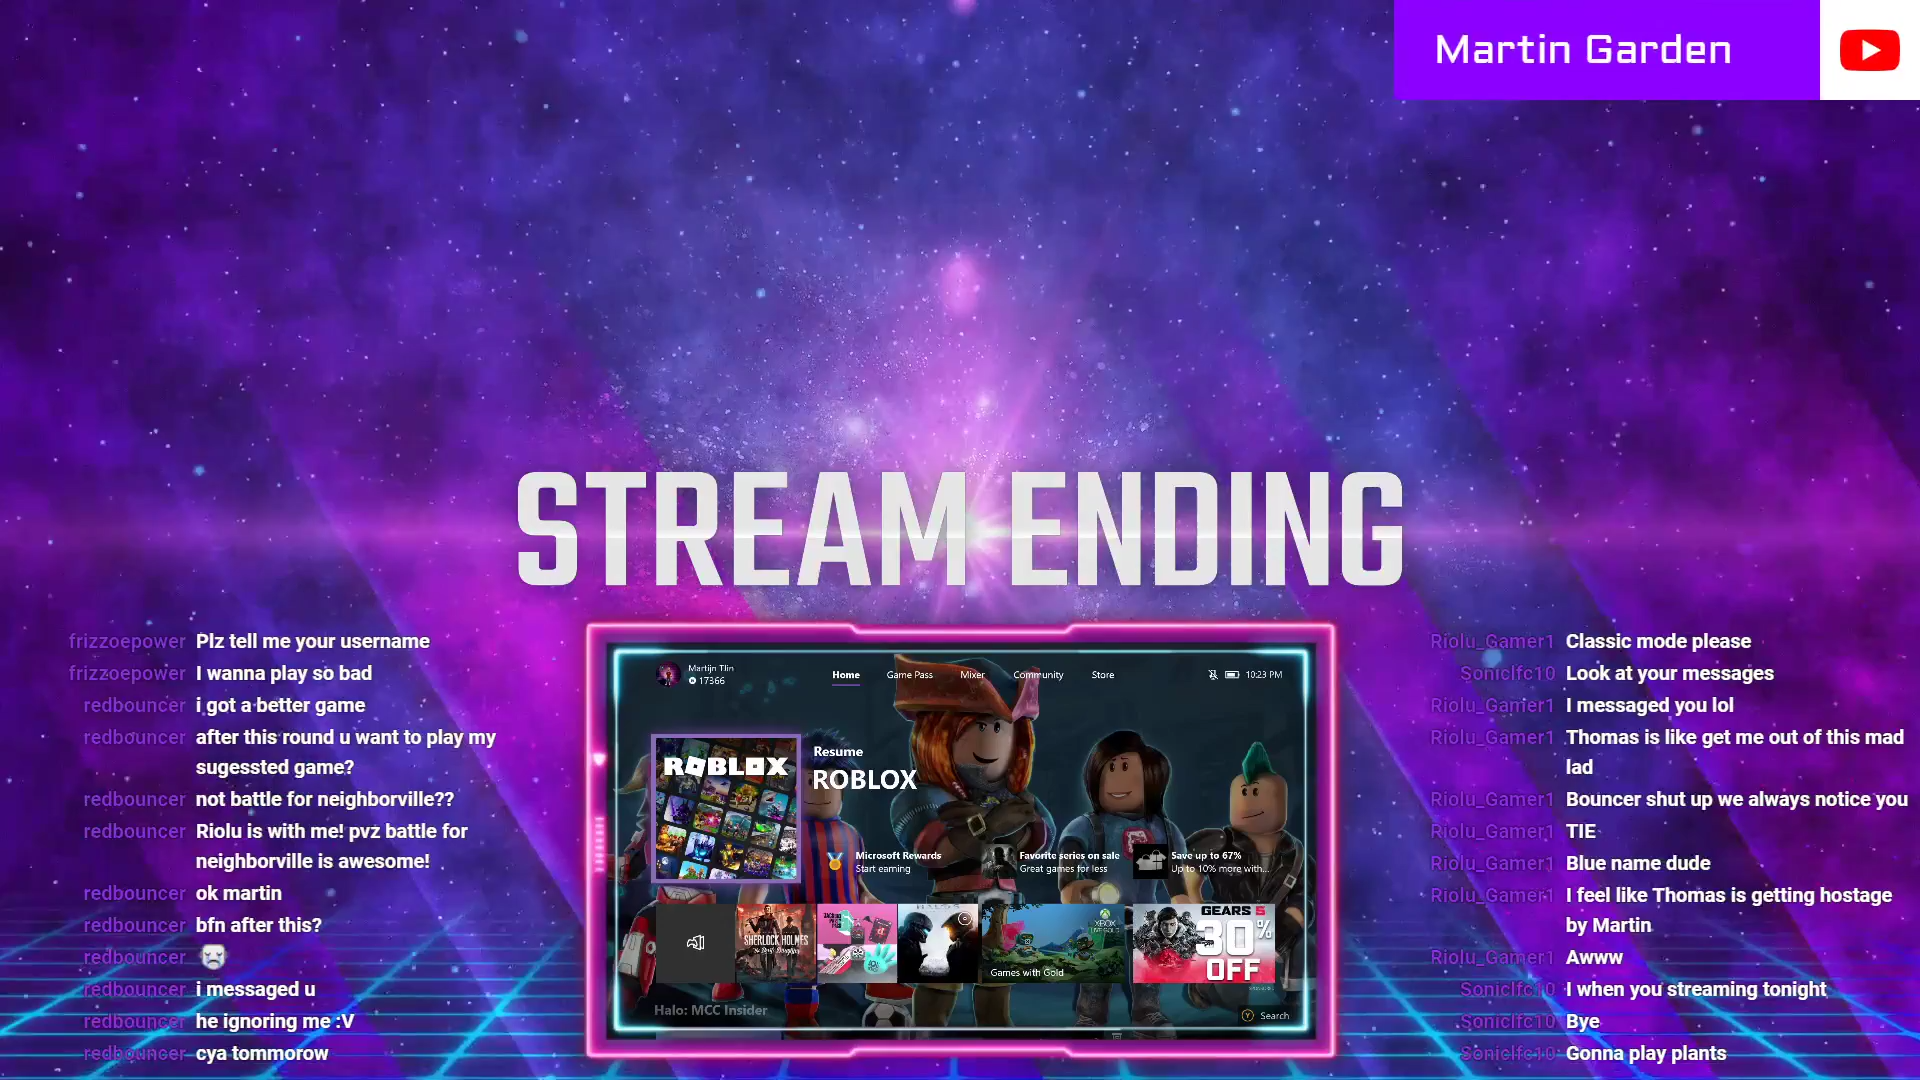 Martin Garden
STREAM ENDING
frizzoepower Plz tell me your username
frizzoepower I wanna play so bad
redbouncer i got a better game
redbouncer after this round u want to play my
sugessted game?
redbouncer not battle for neighborville??
redbouncer Riolu is with me! pvz battle for
neighborville is awesome!
redbouncer ok martin
redbouncer bfn after this?
redbouncer
redbouncer i messaged u
redbouncer he ignoring me :V
redbouncer cya tommorow
Martijn Tlin
17366
Home Game Pass Mixer Community Store
10:23 PM
ROBLOX
Resume
ROBLOX
Microsoft Rewards
Start earning
Favorite series on sale
Great games for less
Save up to 67%
Up to 10% more with...
SHERLOCK HOLMES
XBOX
LIVE GOLD
Games with Gold
GEARS 5
30%
OFF
Halo: MCC Insider
Y Search
Riolu_Gamer1 Classic mode please
Soniclfc10 Look at your messages
Riolu_Gamer1 I messaged you lol
Riolu_Gamer1 Thomas is like get me out of this mad
lad
Riolu_Gamer1 Bouncer shut up we always notice you
Riolu_Gamer1 TIE
Riolu_Gamer1 Blue name dude
Riolu_Gamer1 I feel like Thomas is getting hostage
by Martin
Riolu_Gamer1 Awww
Soniclfc10 I when you streaming tonight
Soniclfc10 Bye
Soniclfc10 Gonna play plants